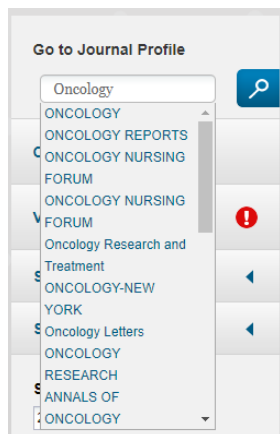 Go to Journal Profile
Oncology
ONCOLOGY
ONCOLOGY REPORTS
ONCOLOGY NURSING
FORUM
ONCOLOGY NURSING
FORUM
Oncology Research and
Treatment
ONCOLOGY-NEW
YORK
Oncology Letters
ONCOLOGY
RESEARCH
ANNALS OF
ONCOLOGY